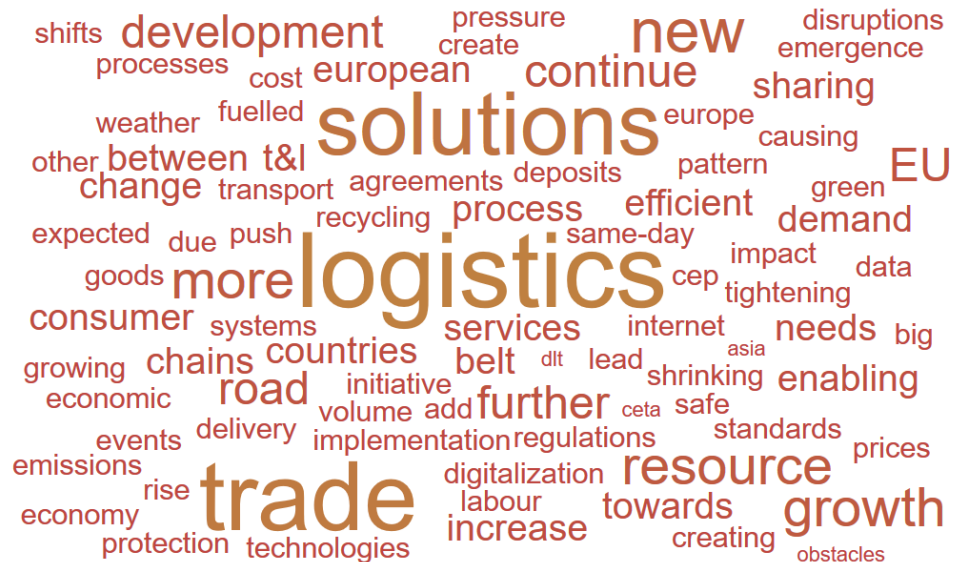 shifts development pressure new disruptions
create emergence
processes cost european continue sharing
weather fuelled solutions europe causing
other between t&l deposits pattern EU
change transport agreements green
recycling process efficient demand
expected due push same-day impact
goods more logistics cep tightening data
consumer systems services internet needs big
growing chains countries belt dlt lead asia
economic road initiative shrinking enabling
volume add further ceta safe
events delivery implementation regulations standards prices
emissions rise trade digitalization resource
economy labour towards growth
protection technologies increase creating obstacles